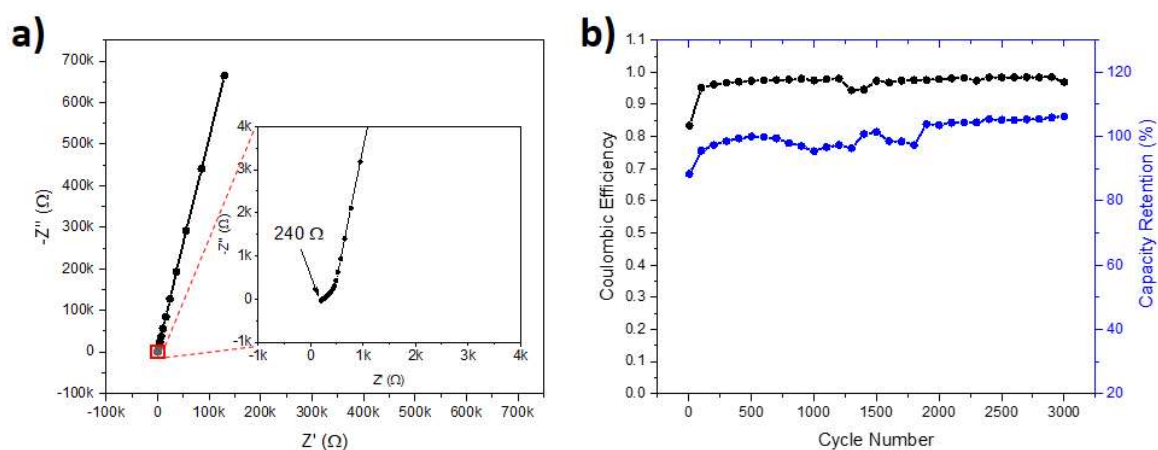 a)
700k
600k
500k
400k
300k
200k
100k
0
-100k
-Z'' (Ω)
-100k 0 100k 200k 300k 400k 500k 600k 700k
Z' (Ω)
4k
3k
2k
1k
0
-1k
-Z'' (Ω)
240 Ω
-1k 0 1k 2k 3k 4k
Z' (Ω)
b)
1.1
1.0
0.9
0.8
0.7
0.6
0.5
0.4
0.3
0.2
0.1
0.0
Coulombic Efficiency
0 500 1000 1500 2000 2500 3000
Cycle Number
120
100
80
60
40
20
Capacity Retention (%)